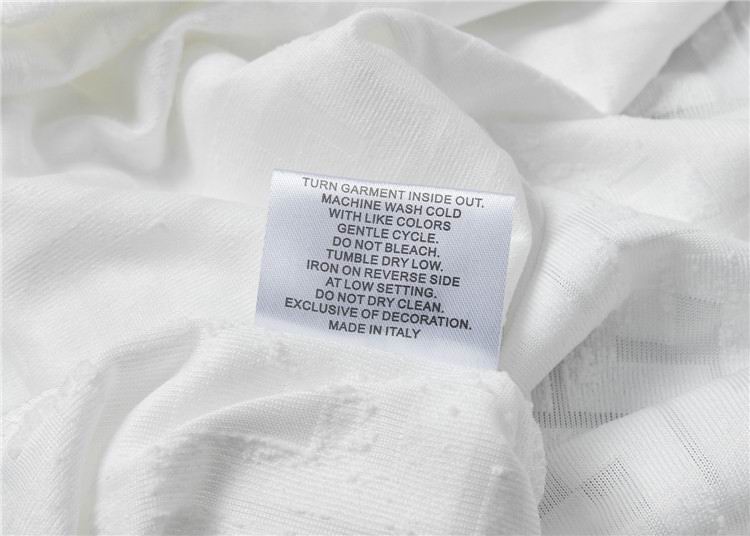 TURN GARMENT INSIDE OUT.
MACHINE WASH COLD
WITH LIKE COLORS
GENTLE CYCLE.
DO NOT BLEACH.
TUMBLE DRY LOW.
IRON ON REVERSE SIDE
AT LOW SETTING.
DO NOT DRY CLEAN.
EXCLUSIVE OF DECORATION.
MADE IN ITALY